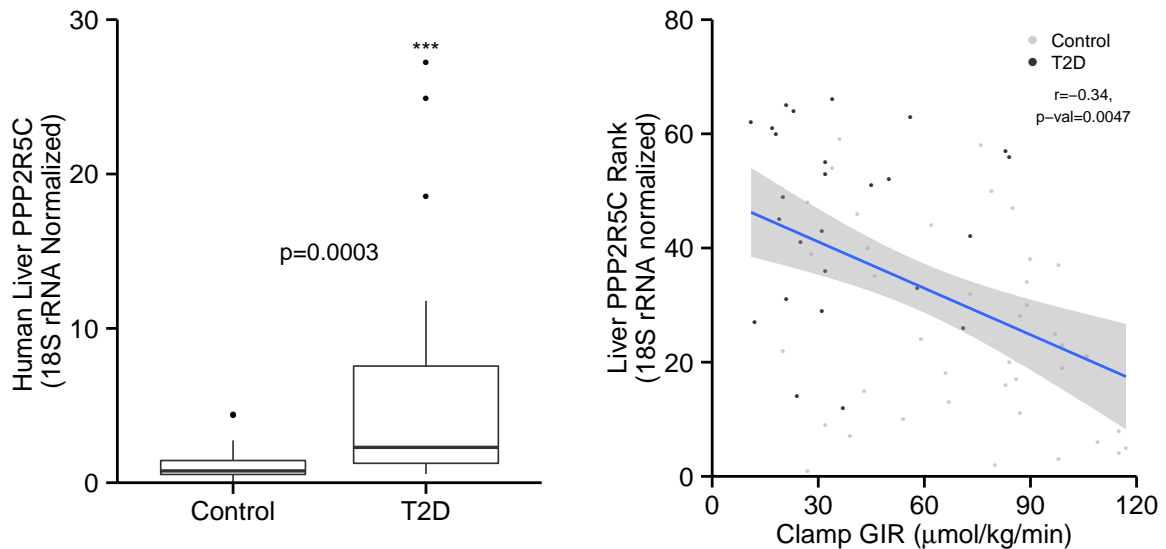 Human Liver PPP2R5C
(18S rRNA Normalized)
30
20
10
0
***
p=0.0003
Control
T2D
Liver PPP2R5C Rank
(18S rRNA normalized)
80
60
40
20
0
Control
T2D
r=−0.34,
p−val=0.0047
0
30
60
90
120
Clamp GIR (μmol/kg/min)